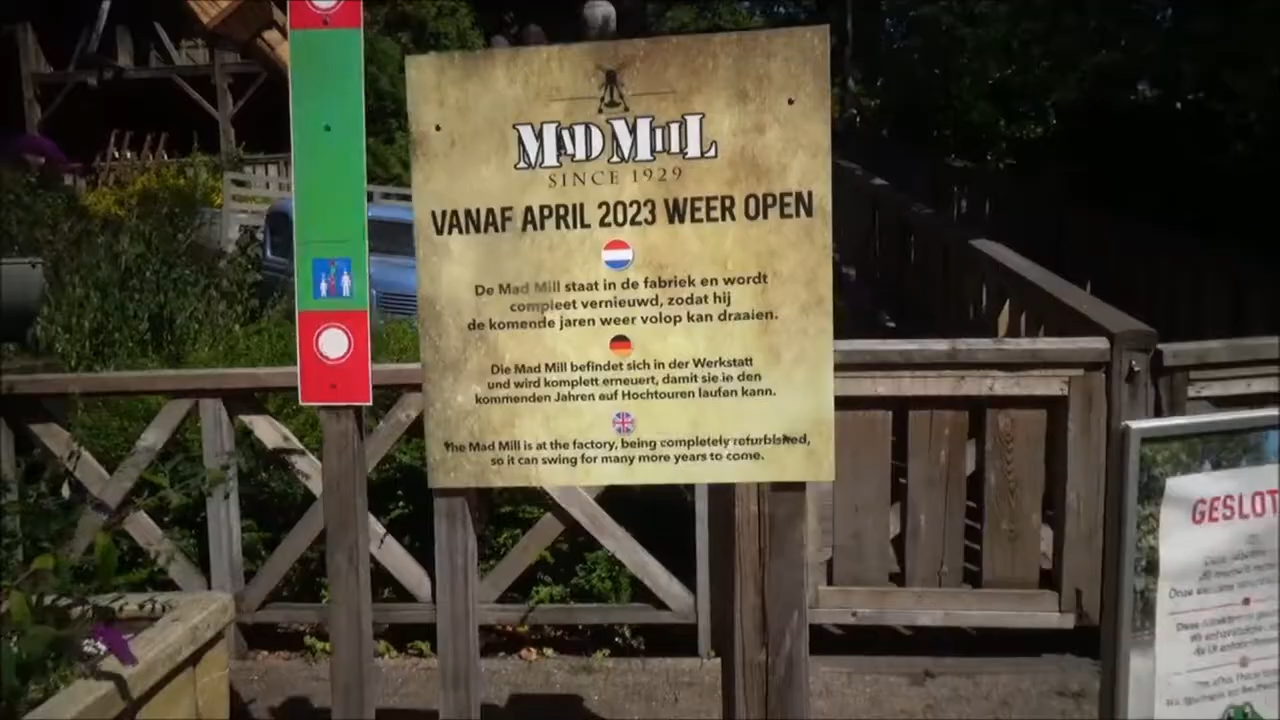 MAD MILL
SINCE 1929
VANAF APRIL 2023 WEER OPEN
De Mad Mill staat in de fabriek en wordt
compleet vernieuwd, zodat hij
de komende jaren weer volop kan draaien.
Die Mad Mill befindet sich in der Werkstatt
und wird komplett erneuert, damit sie in den
kommenden Jahren auf Hochtouren laufen kann.
The Mad Mill is at the factory, being completely refurbished,
so it can swing for many more years to come.
GESLOT